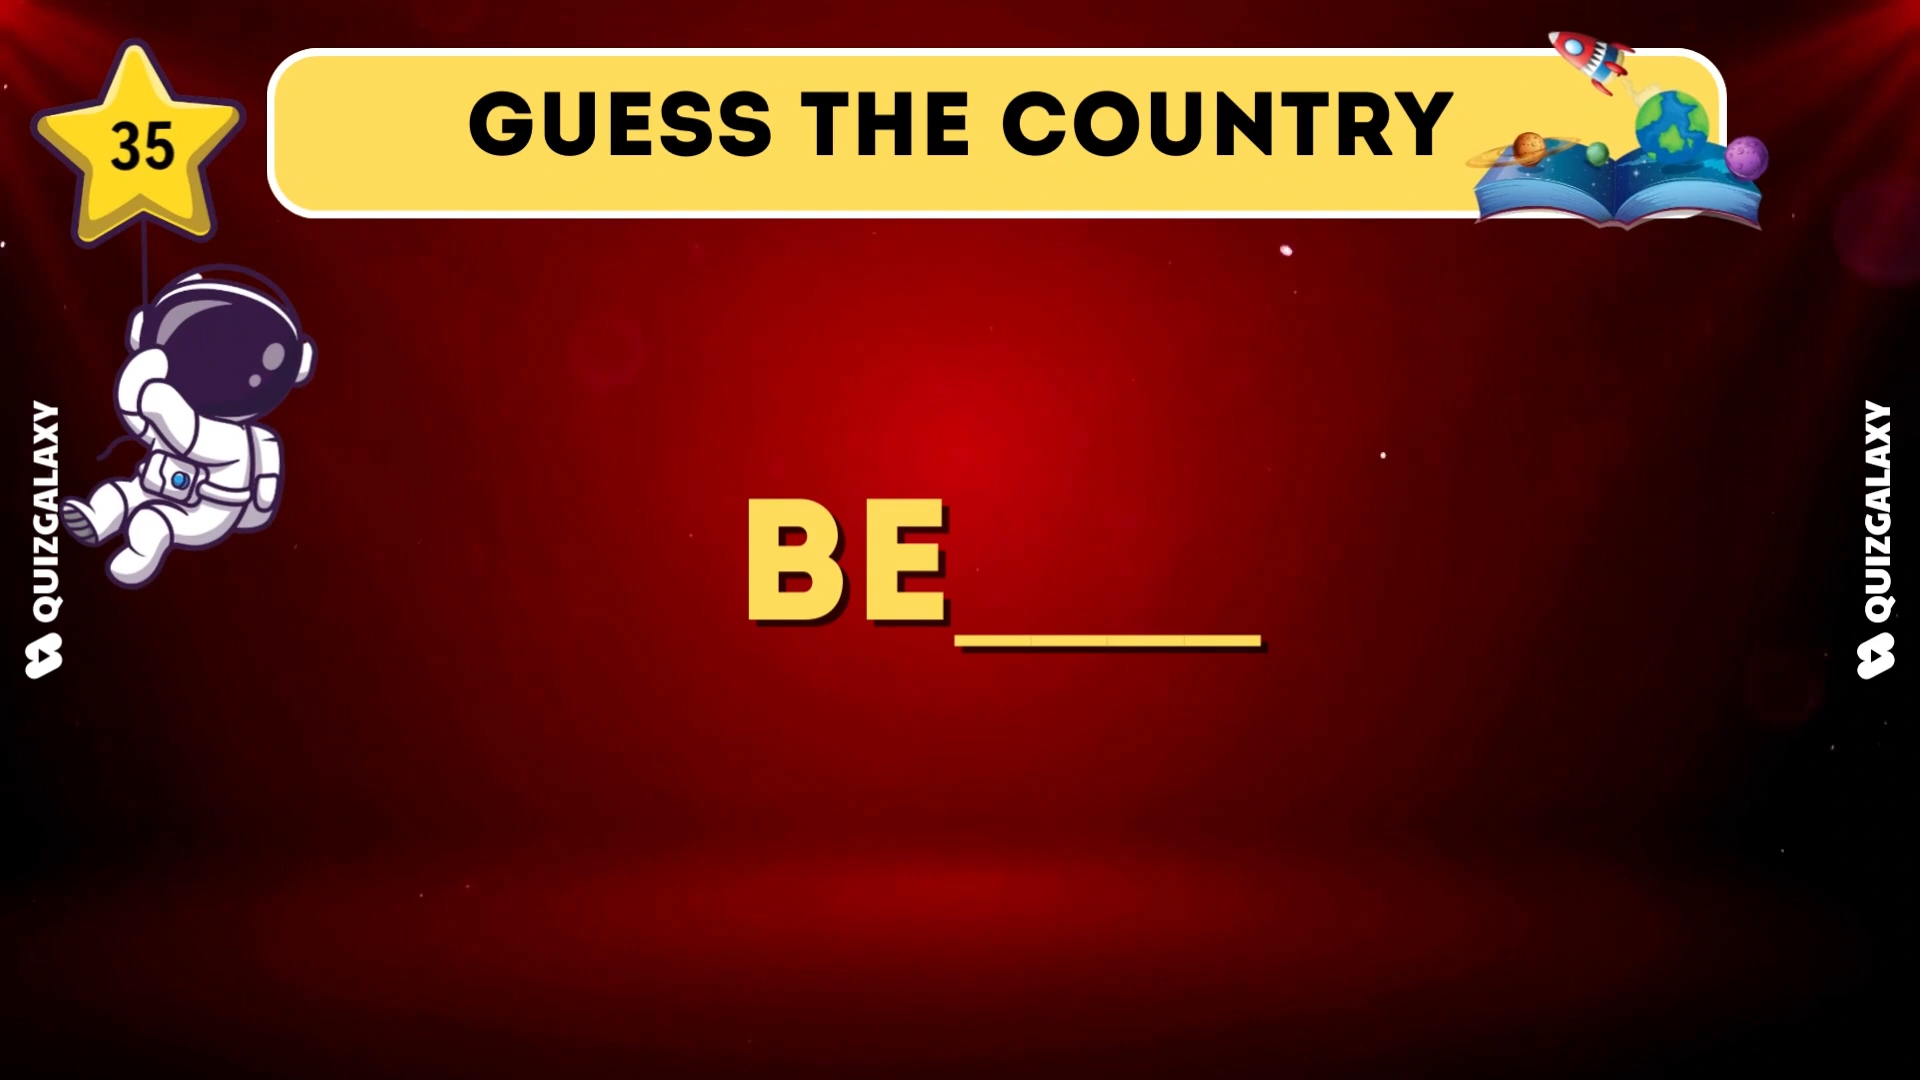 35
GUESS THE COUNTRY
BE____
QUIZGALAXY
QUIZGALAXY